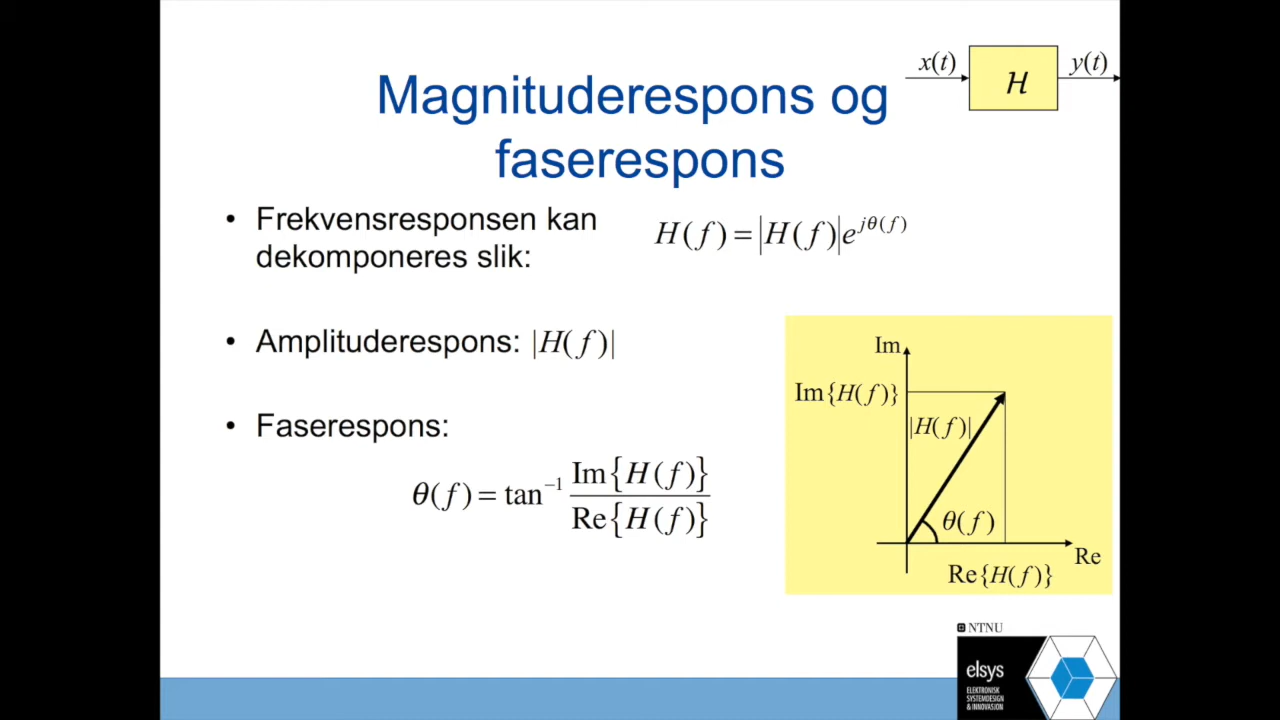 x(t) H y(t)
Magnituderespons og
faserespons
• Frekvensresponsen kan
dekomponeres slik:
H(f) = |H(f)|e^{jθ(f)}
• Amplituderespons: |H(f)|
• Faserespons:
θ(f) = tan⁻¹ Im{H(f)} / Re{H(f)}
Im
Im{H(f)}
|H(f)|
θ(f)
Re
Re{H(f)}
NTNU
elsys
ELEKTRONISK
SYSTEMDESIGN
& INNOVASJON